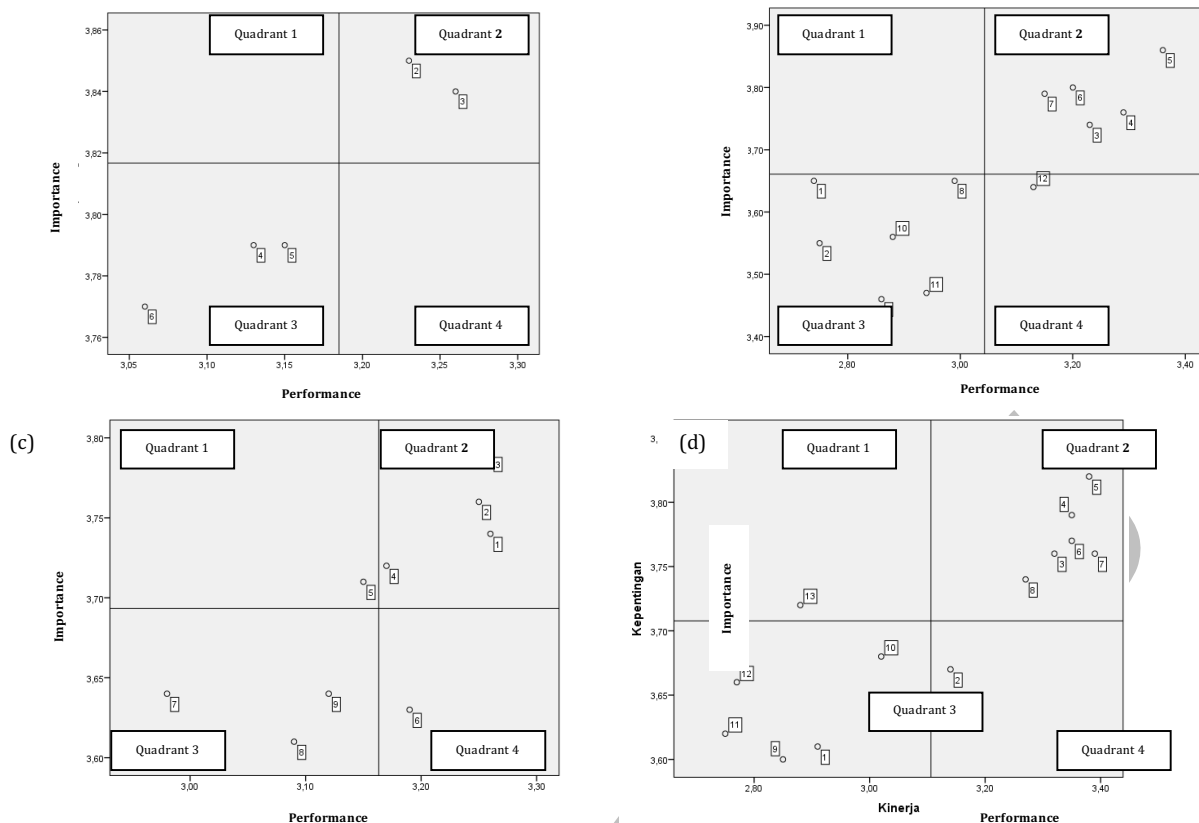 Quadrant 1
Quadrant 2
3,86
3,84
3,82
3,80
3,78
3,76
Importance
2
3
4
5
6
Quadrant 3
Quadrant 4
3,05
3,10
3,15
3,20
3,25
3,30
Performance
Quadrant 1
Quadrant 2
3,90
3,80
3,70
3,60
3,50
3,40
Importance
5
7
6
4
3
12
1
8
10
2
11
Quadrant 3
Quadrant 4
2,80
3,00
3,20
3,40
Performance
(c)
Quadrant 1
Quadrant 2
3,80
3,75
3,70
3,65
3,60
Importance
3
2
1
4
5
7
9
6
8
Quadrant 3
Quadrant 4
3,00
3,10
3,20
3,30
Performance
(d)
Quadrant 1
Quadrant 2
3,80
3,75
3,70
3,65
3,60
Kepentingan
Importance
5
4
6
3
7
8
13
10
12
2
11
9
1
Quadrant 3
Quadrant 4
2,80
3,00
3,20
3,40
Kinerja
Performance